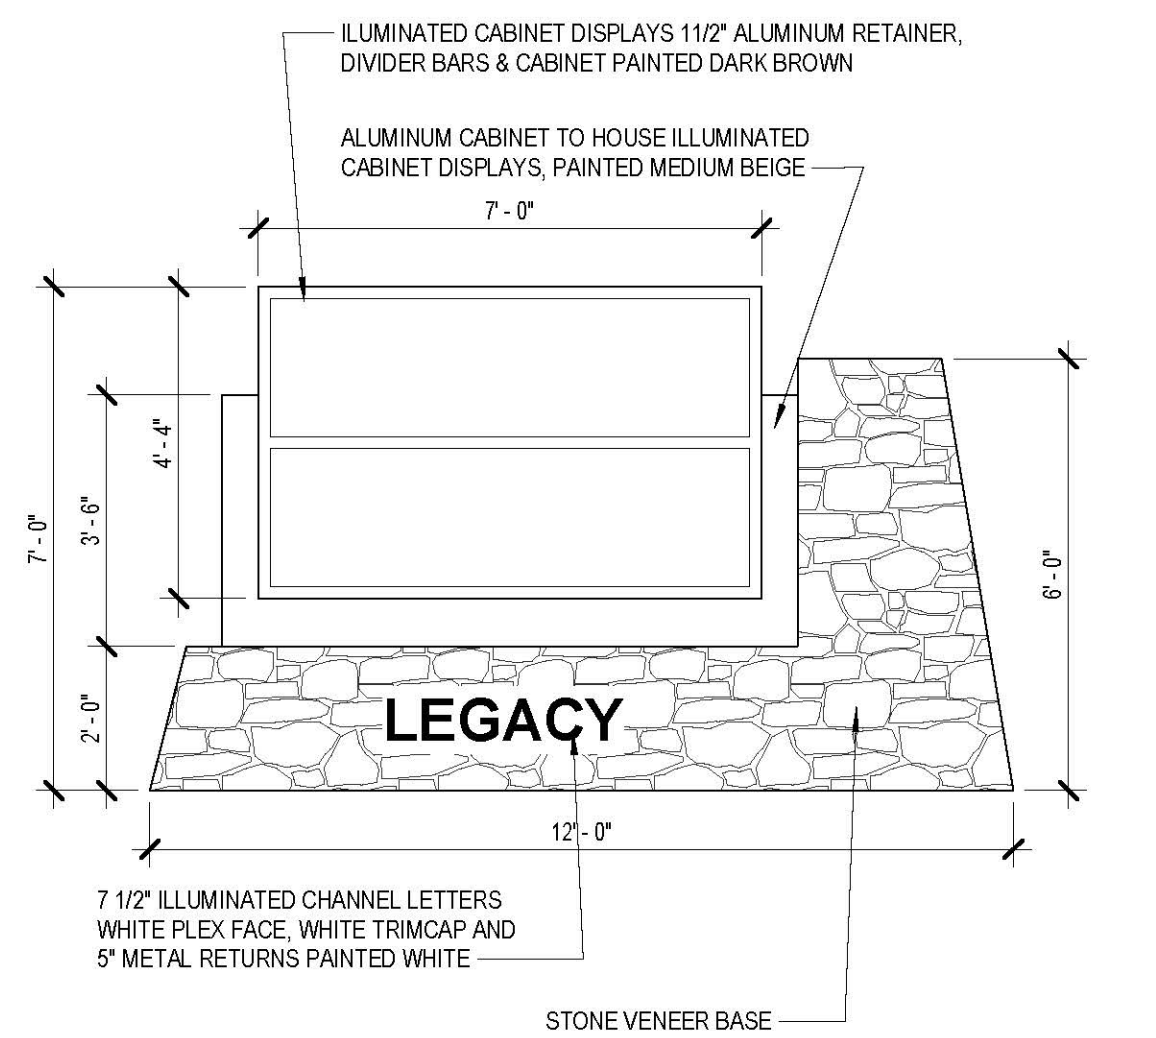 ILUMINATED CABINET DISPLAYS 11/2" ALUMINUM RETAINER,
DIVIDER BARS & CABINET PAINTED DARK BROWN
ALUMINUM CABINET TO HOUSE ILLUMINATED
CABINET DISPLAYS, PAINTED MEDIUM BEIGE
7' - 0"
4' - 4"
3' - 6"
7' - 0"
6' - 0"
2' - 0"
LEGACY
12' - 0"
7 1/2" ILLUMINATED CHANNEL LETTERS
WHITE PLEX FACE, WHITE TRIMCAP AND
5" METAL RETURNS PAINTED WHITE
STONE VENEER BASE